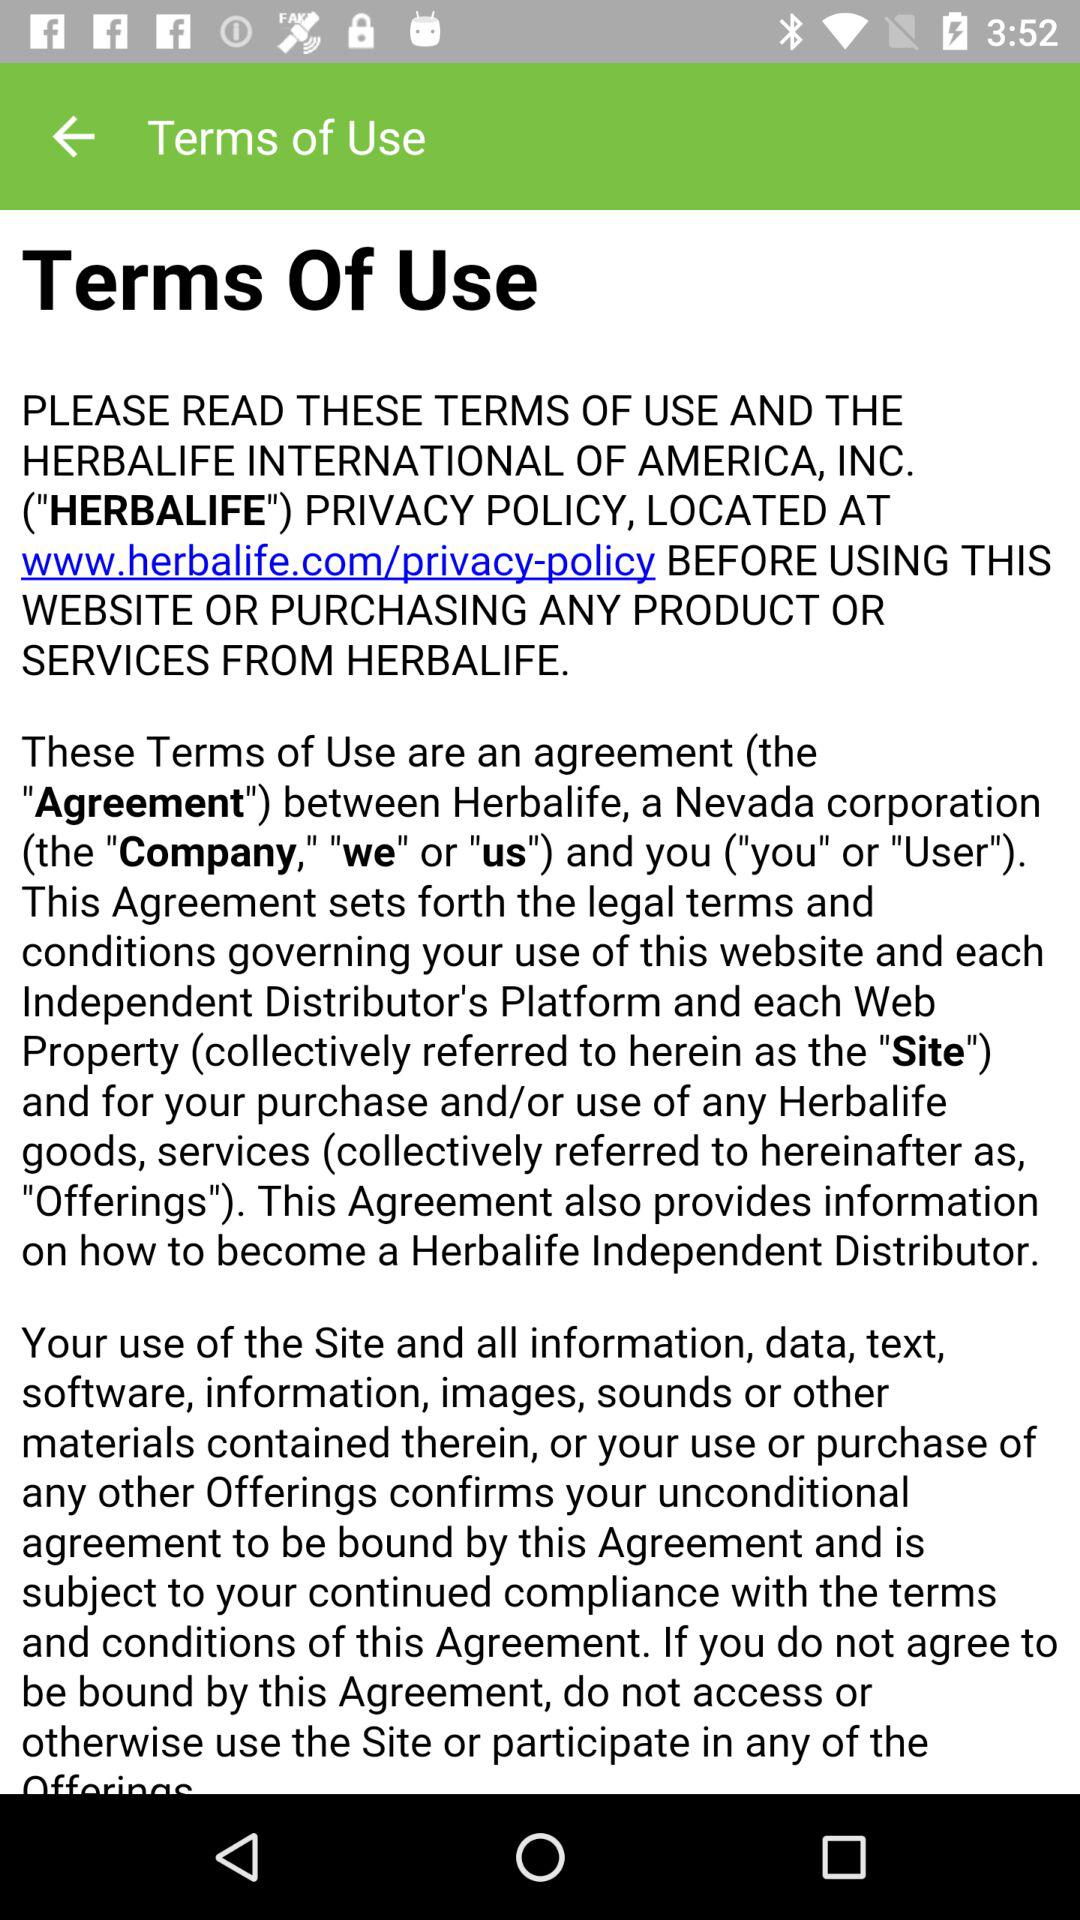 FAKE
3:52
Terms of Use
Terms Of Use
PLEASE READ THESE TERMS OF USE AND THE
HERBALIFE INTERNATIONAL OF AMERICA, INC.
("HERBALIFE") PRIVACY POLICY, LOCATED AT
www.herbalife.com/privacy-policy BEFORE USING THIS
WEBSITE OR PURCHASING ANY PRODUCT OR
SERVICES FROM HERBALIFE.
These Terms of Use are an agreement (the
"Agreement") between Herbalife, a Nevada corporation
(the "Company," "we" or "us") and you ("you" or "User").
This Agreement sets forth the legal terms and
conditions governing your use of this website and each
Independent Distributor's Platform and each Web
Property (collectively referred to herein as the "Site")
and for your purchase and/or use of any Herbalife
goods, services (collectively referred to hereinafter as,
"Offerings"). This Agreement also provides information
on how to become a Herbalife Independent Distributor.
Your use of the Site and all information, data, text,
software, information, images, sounds or other
materials contained therein, or your use or purchase of
any other Offerings confirms your unconditional
agreement to be bound by this Agreement and is
subject to your continued compliance with the terms
and conditions of this Agreement. If you do not agree to
be bound by this Agreement, do not access or
otherwise use the Site or participate in any of the
Offerings